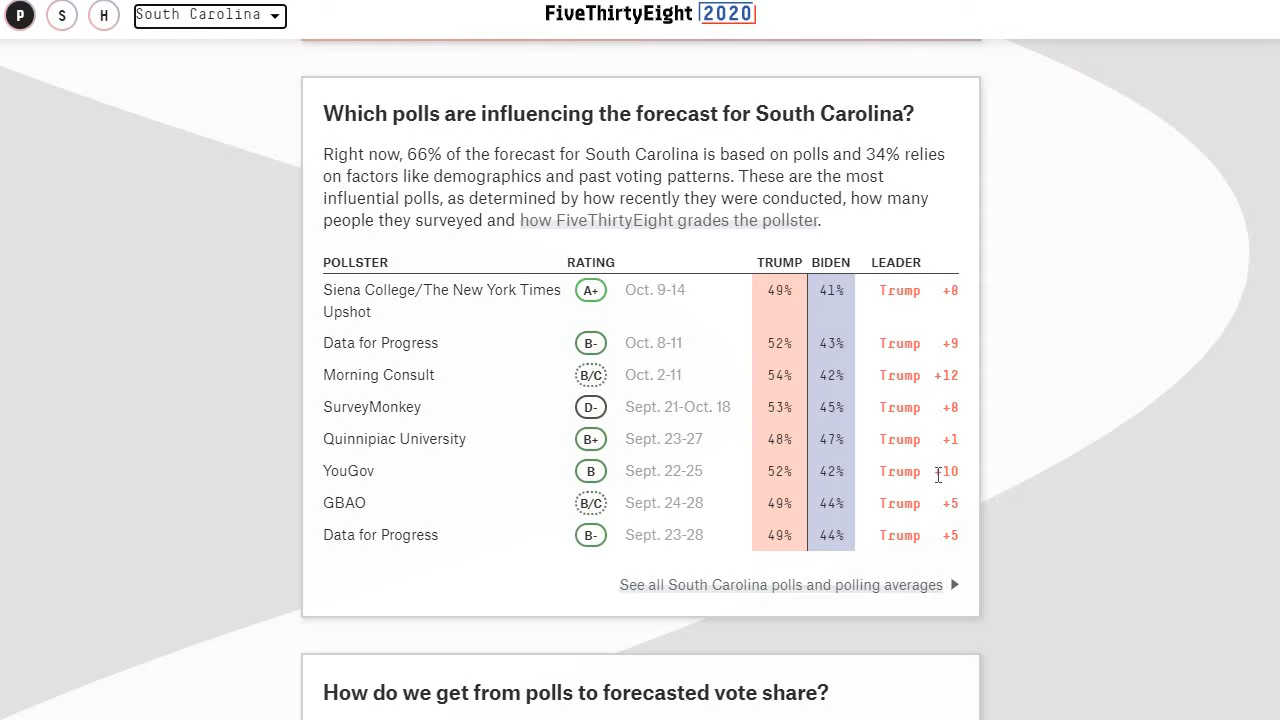 P S H South Carolina FiveThirtyEight 2020
Which polls are influencing the forecast for South Carolina?
Right now, 66% of the forecast for South Carolina is based on polls and 34% relies
on factors like demographics and past voting patterns. These are the most
influential polls, as determined by how recently they were conducted, how many
people they surveyed and how FiveThirtyEight grades the pollster.
POLLSTER RATING TRUMP BIDEN LEADER
Siena College/The New York Times A+ Oct. 9-14 49% 41% Trump +8
Upshot
Data for Progress B- Oct. 8-11 52% 43% Trump +9
Morning Consult B/C Oct. 2-11 54% 42% Trump +12
SurveyMonkey D- Sept. 21-Oct. 18 53% 45% Trump +8
Quinnipiac University B+ Sept. 23-27 48% 47% Trump +1
YouGov B Sept. 22-25 52% 42% Trump +10
GBAO B/C Sept. 24-28 49% 44% Trump +5
Data for Progress B- Sept. 23-28 49% 44% Trump +5
See all South Carolina polls and polling averages
How do we get from polls to forecasted vote share?